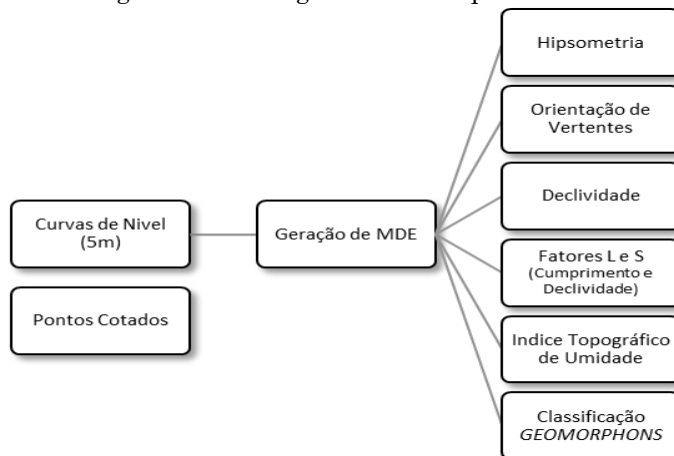 Hipsometria
Orientação de
Vertentes
Declividade
Curvas de Nivel
(5m)
Geração de MDE
Fatores L e S
(Cumprimento e
Declividade)
Pontos Cotados
Indice Topográfico
de Umidade
Classificação
GEOMORPHONS